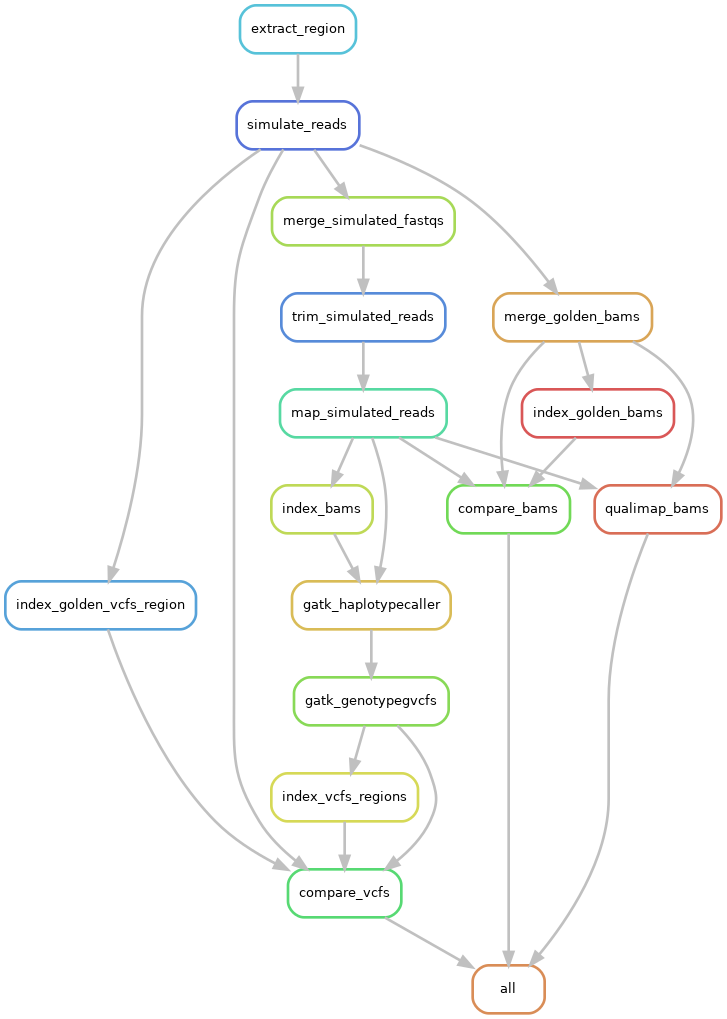 extract_region
simulate_reads
merge_simulated_fastqs
trim_simulated_reads
merge_golden_bams
map_simulated_reads
index_golden_bams
index_bams
compare_bams
qualimap_bams
index_golden_vcfs_region
gatk_haplotypecaller
gatk_genotypegvcfs
index_vcfs_regions
compare_vcfs
all